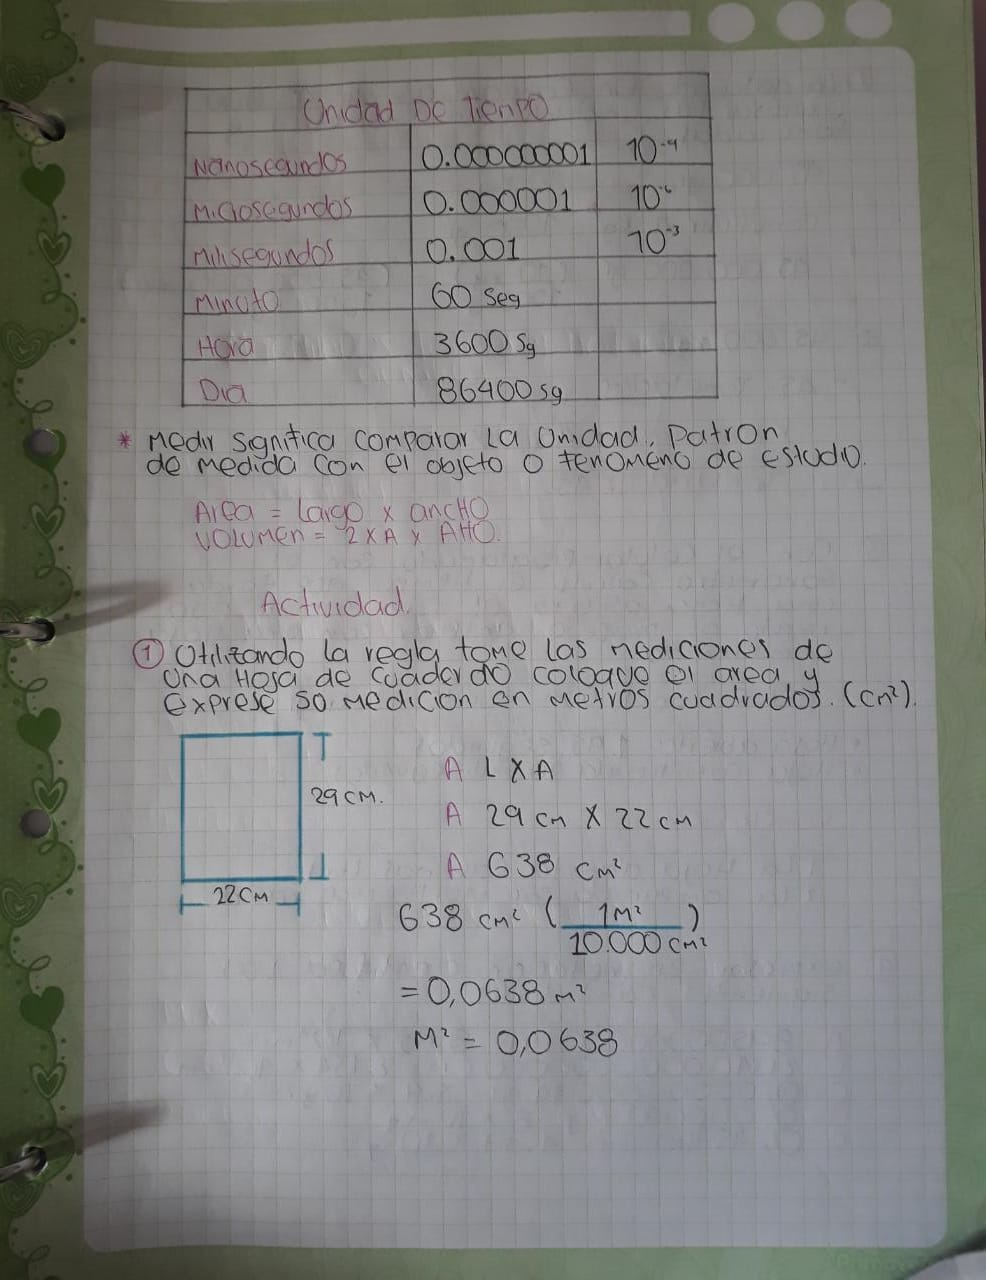 Unidad De Tienpo
Nanosegundos 0.000000001 10⁻⁹
Microsegundos 0.000001 10⁻⁶
Milisegundos 0.001 10⁻³
Minuto 60 Seg
Hora 3600 Sg
Dia 86400 sg
* Medir Significa comparar La Unidad, Patron
de medida con el objeto o fenomeno de Estudio.
Area = Largo x ancho
Volumen = 2 x A x Alto.
Actividad.
① Utilizando la regla tome las mediciones de
una Hoja de cuaderdo coloque el area y
Exprese so medicion en metros cuadrados. (cm²).
29 cm.
22 cm
A L X A
A 29 cm X 22 cm
A 638 cm²
638 cm² ( 1M² )
10.000 cm²
= 0,0638 m²
M² = 0,0638